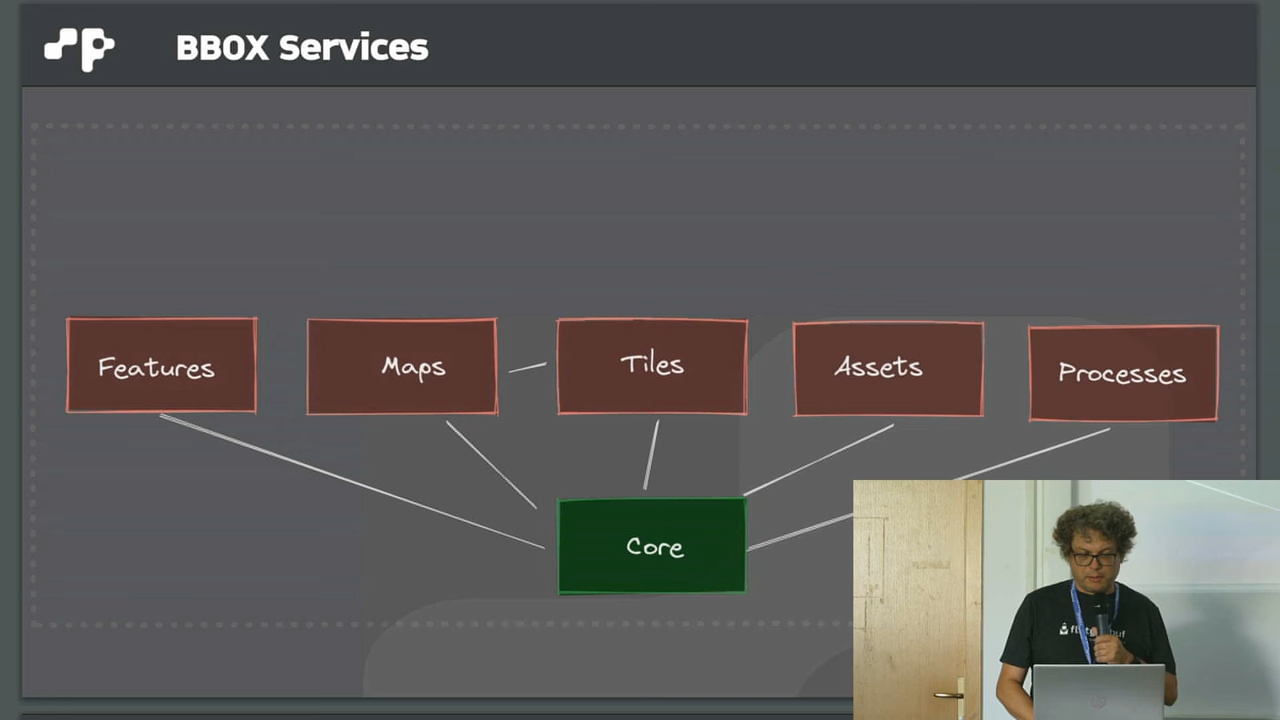 BBOX Services
Features
Maps
Tiles
Assets
Processes
Core